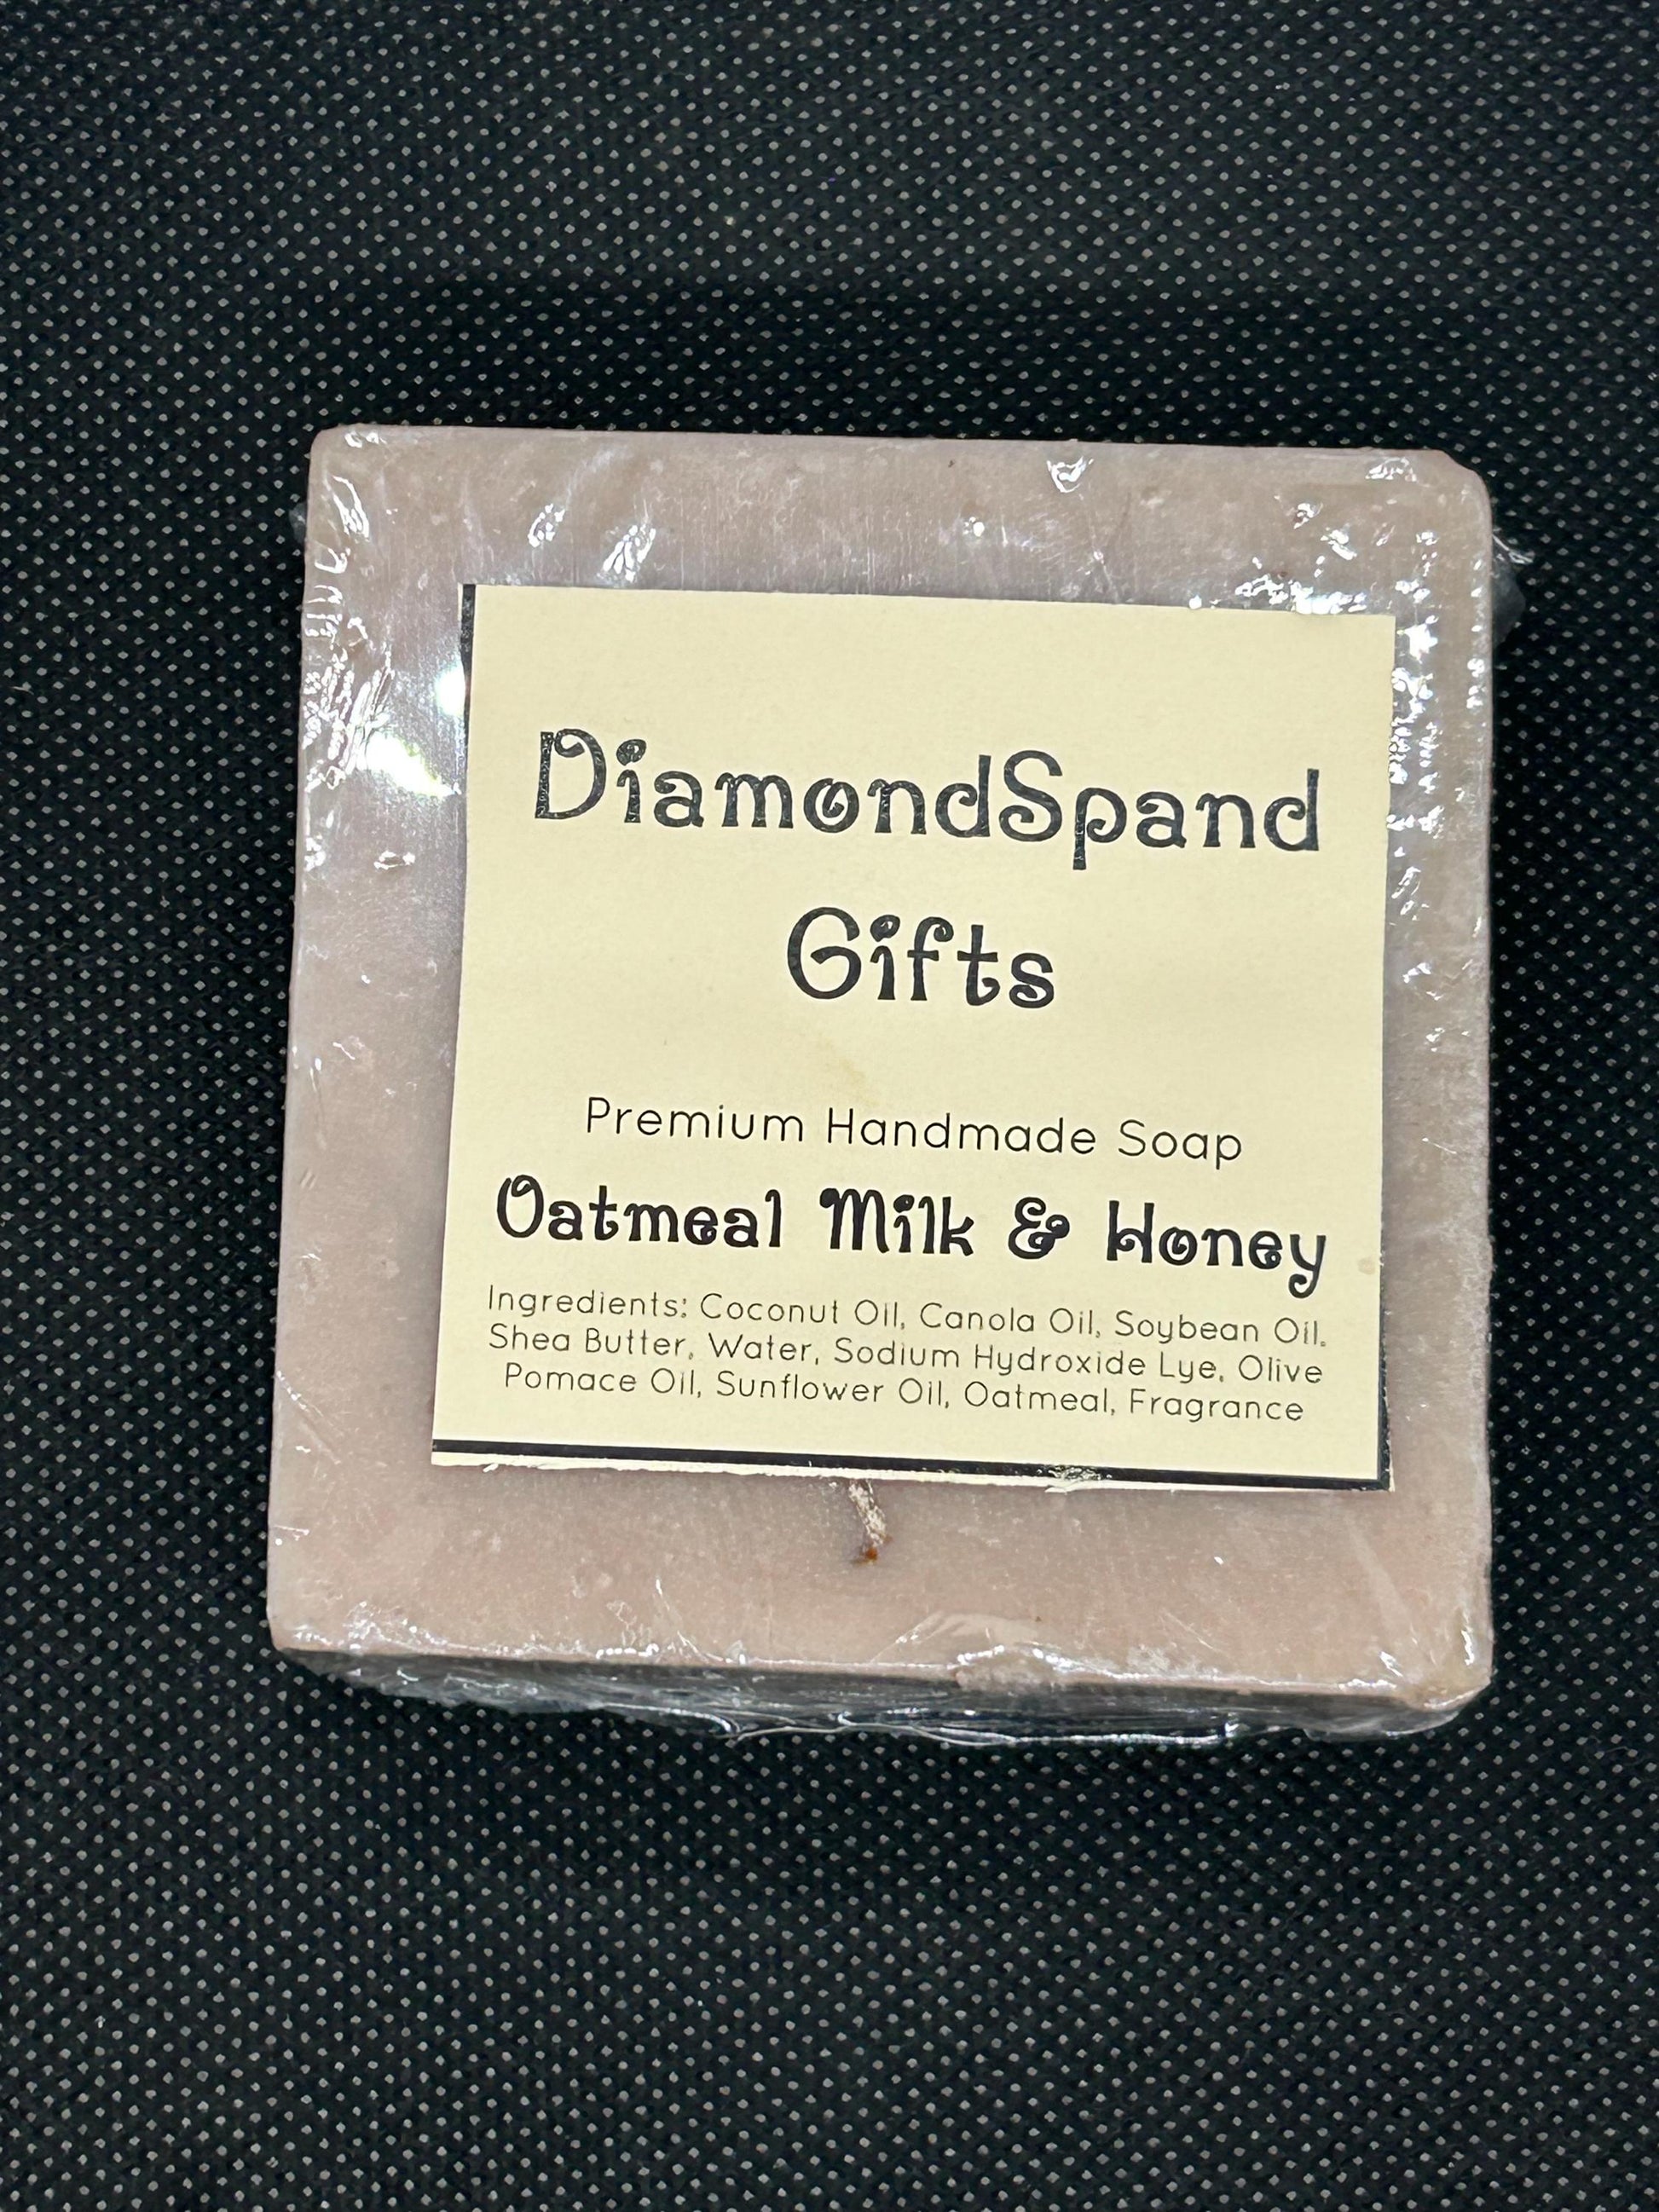 DiamondSpand
Gifts
Premium Handmade Soap
Oatmeal Milk & Honey
Ingredients: Coconut Oil, Canola Oil, Soybean Oil,
Shea Butter, Water, Sodium Hydroxide Lye, Olive
Pomace Oil, Sunflower Oil, Oatmeal, Fragrance